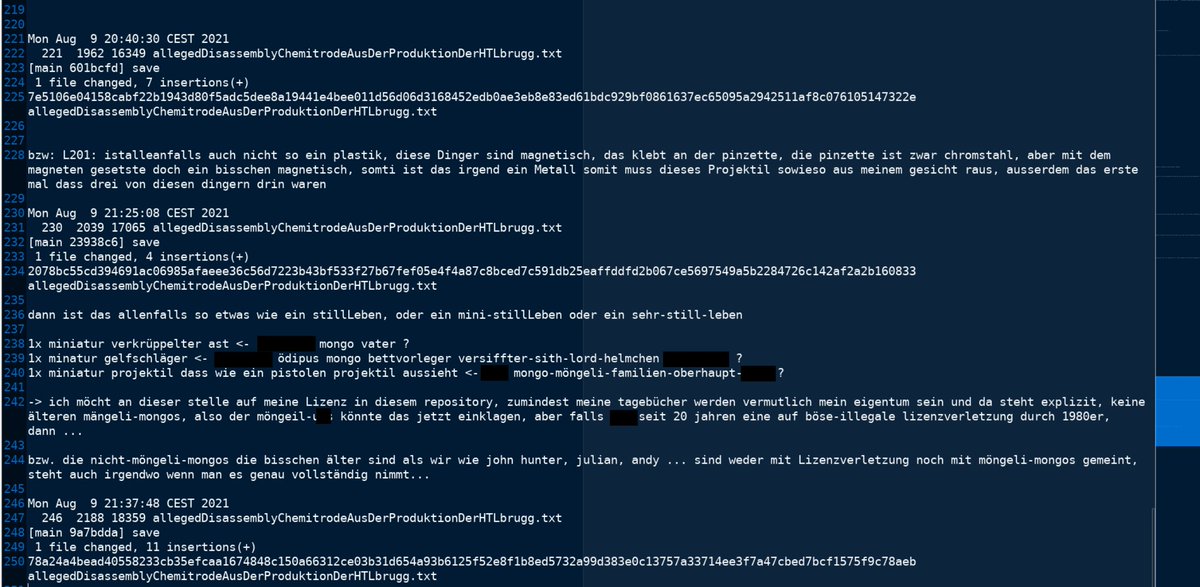 219
220
221 Mon Aug  9 20:40:30 CEST 2021
222   221  1962 16349 allegedDisassemblyChemitrodeAusDerProduktionDerHTLbrugg.txt
223 [main 601bcfd] save
224  1 file changed, 7 insertions(+)
225 7e5106e04158cabf22b1943d80f5adc5dee8a19441e4bee011d56d06d3168452edb0ae3eb8e83ed61bdc929bf0861637ec65095a2942511af8c076105147322e
allegedDisassemblyChemitrodeAusDerProduktionDerHTLbrugg.txt
226
227
228 bzw: L201: istalleanfalls auch nicht so ein plastik, diese Dinger sind magnetisch, das klebt an der pinzette, die pinzette ist zwar chromstahl, aber mit dem
magneten gesetste doch ein bisschen magnetisch, somti ist das irgend ein Metall somit muss dieses Projektil sowieso aus meinem gesicht raus, ausserdem das erste
mal dass drei von diesen dingern drin waren
229
230 Mon Aug  9 21:25:08 CEST 2021
231   230  2039 17065 allegedDisassemblyChemitrodeAusDerProduktionDerHTLbrugg.txt
232 [main 23938c6] save
233  1 file changed, 4 insertions(+)
234 2078bc55cd394691ac06985afaeee36c56d7223b43bf533f27b67fef05e4f4a87c8bced7c591db25eaffddfd2b067ce5697549a5b2284726c142af2a2b160833
allegedDisassemblyChemitrodeAusDerProduktionDerHTLbrugg.txt
235
236 dann ist das allenfalls so etwas wie ein stillLeben, oder ein mini-stillLeben oder ein sehr-still-leben
237
238 1x miniatur verkrüppelter ast <- mongo vater ?
239 1x minatur gelfschläger <- ödipus mongo bettvorleger versiffter-sith-lord-helmchen ?
240 1x miniatur projektil dass wie ein pistolen projektil aussieht <- mongo-möngeli-familien-oberhaupt- ?
241
242 -> ich möcht an dieser stelle auf meine Lizenz in diesem repository, zumindest meine tagebücher werden vermutlich mein eigentum sein und da steht explizit, keine
älteren mängeli-mongos, also der möngeil-u s könnte das jetzt einklagen, aber falls seit 20 jahren eine auf böse-illegale lizenzverletzung durch 1980er,
dann ...
243
244 bzw. die nicht-möngeli-mongos die bisschen älter sind als wir wie john hunter, julian, andy ... sind weder mit Lizenzverletzung noch mit möngeli-mongos gemeint,
steht auch irgendwo wenn man es genau vollständig nimmt...
245
246 Mon Aug  9 21:37:48 CEST 2021
247   246  2188 18359 allegedDisassemblyChemitrodeAusDerProduktionDerHTLbrugg.txt
248 [main 9a7bdda] save
249  1 file changed, 11 insertions(+)
250 78a24a4bead40558233cb35efcaa1674848c150a66312ce03b31d654a93b6125f52e8f1b8ed5732a99d383e0c13757a33714ee3f7a47cbed7bcf1575f9c78aeb
allegedDisassemblyChemitrodeAusDerProduktionDerHTLbrugg.txt